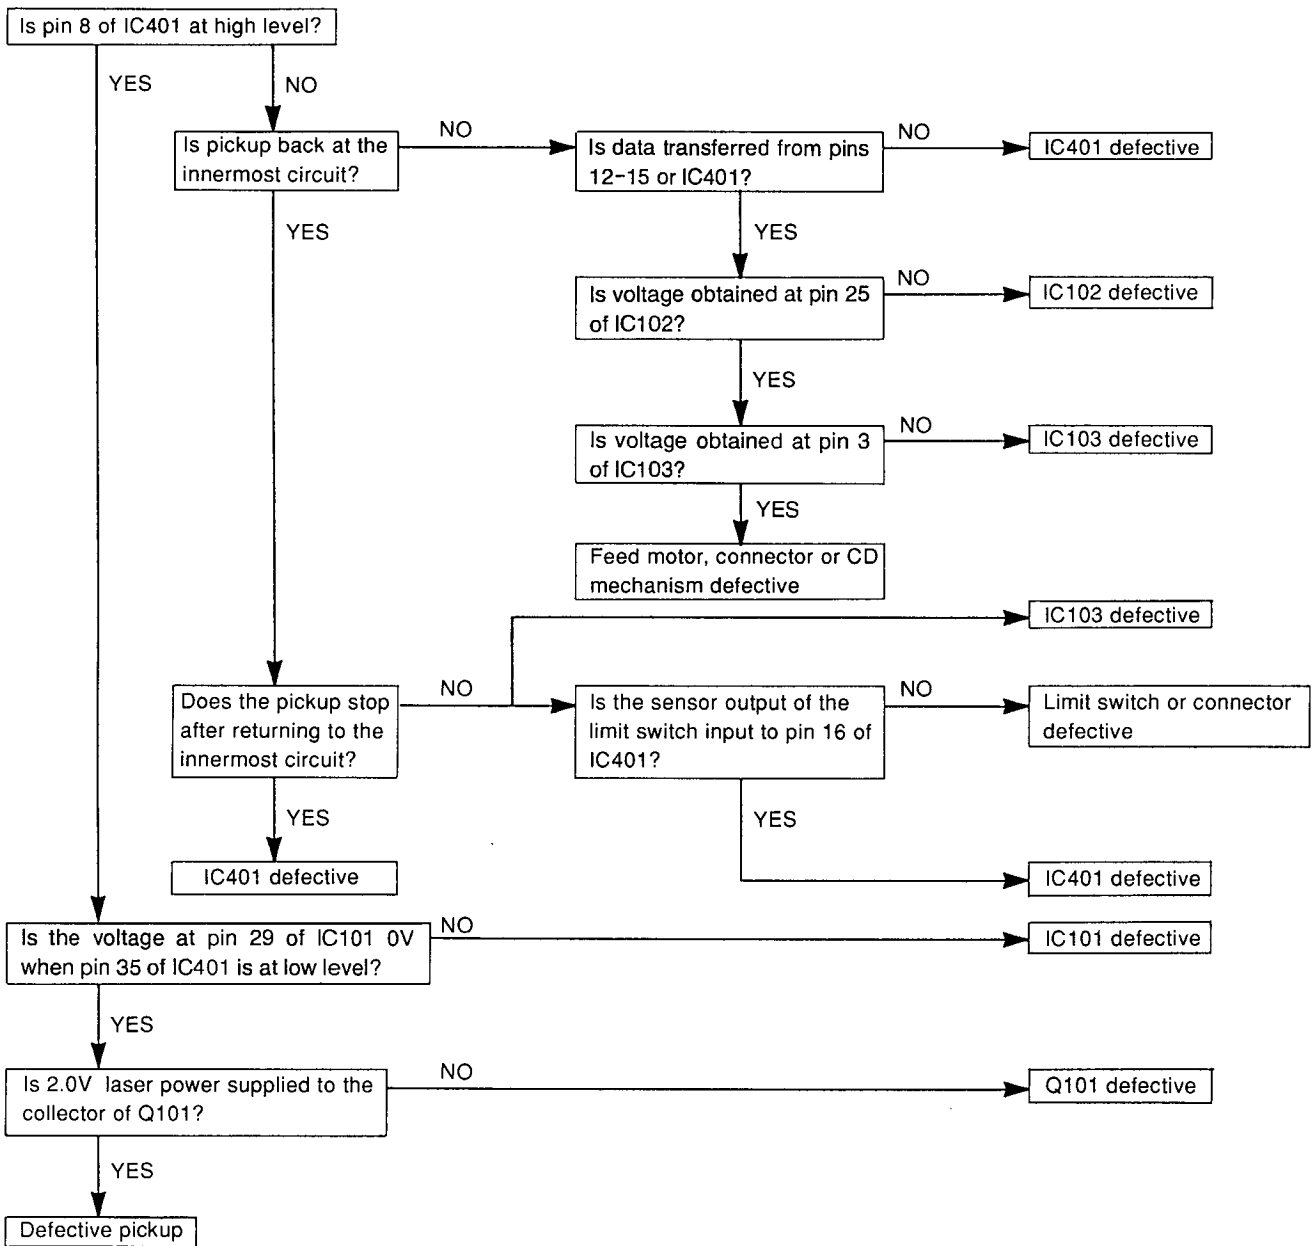 Is pin 8 of IC401 at high level?
YES
NO
Is pickup back at the
innermost circuit?
NO
Is data transferred from pins
12-15 or IC401?
NO
IC401 defective
YES
YES
Is voltage obtained at pin 25
of IC102?
NO
IC102 defective
YES
Is voltage obtained at pin 3
of IC103?
NO
IC103 defective
YES
Feed motor, connector or CD
mechanism defective
IC103 defective
Does the pickup stop
after returning to the
innermost circuit?
NO
Is the sensor output of the
limit switch input to pin 16 of
IC401?
NO
Limit switch or connector
defective
YES
YES
IC401 defective
IC401 defective
Is the voltage at pin 29 of IC101 0V
when pin 35 of IC401 is at low level?
NO
IC101 defective
YES
Is 2.0V laser power supplied to the
collector of Q101?
NO
Q101 defective
YES
Defective pickup